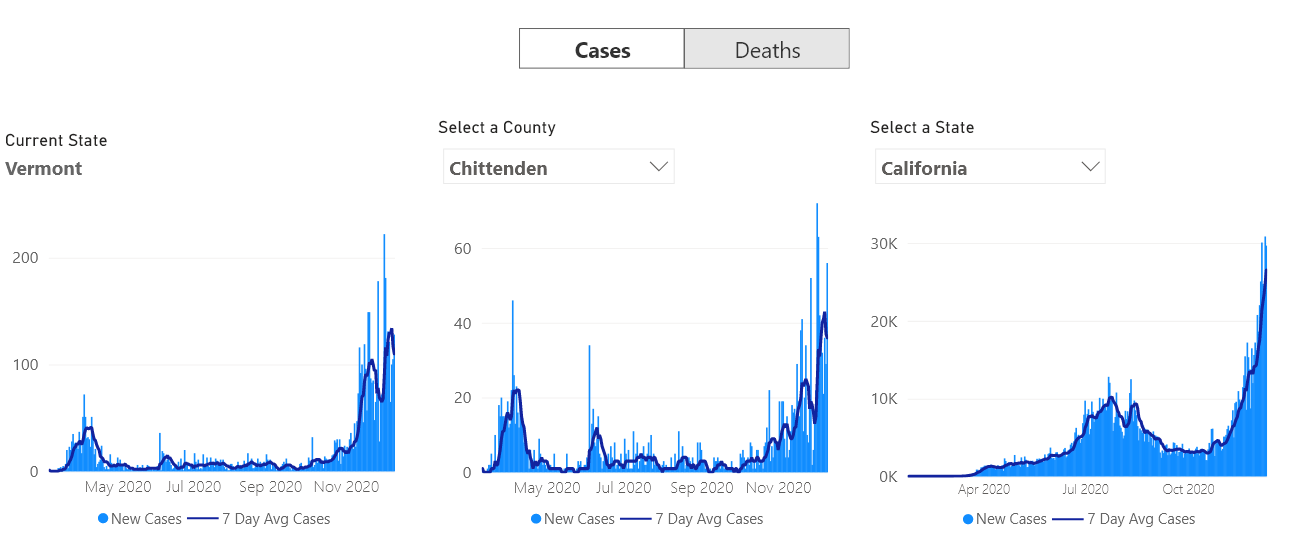 Cases Deaths
Current State
Vermont
200
100
0
May 2020 Jul 2020 Sep 2020 Nov 2020
New Cases 7 Day Avg Cases
Select a County
Chittenden
60
40
20
0
May 2020 Jul 2020 Sep 2020 Nov 2020
New Cases 7 Day Avg Cases
Select a State
California
30K
20K
10K
0K
Apr 2020 Jul 2020 Oct 2020
New Cases 7 Day Avg Cases